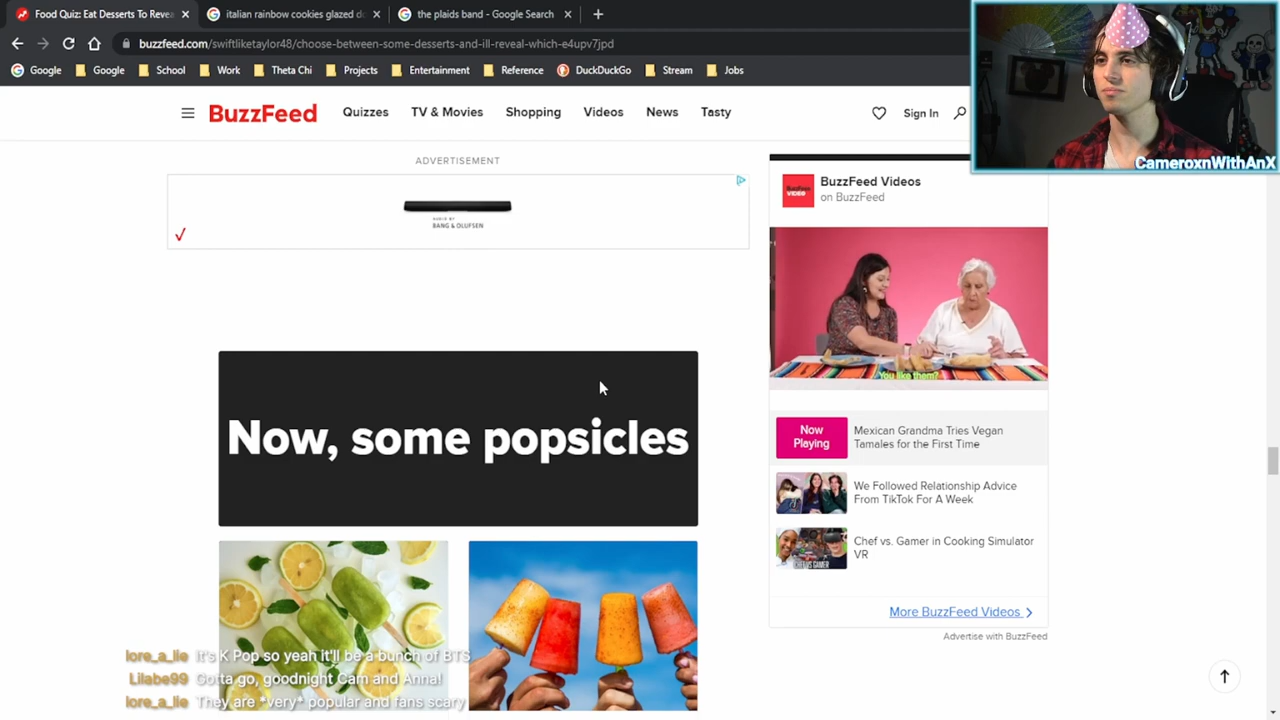 Food Quiz: Eat Desserts To Revea
italian rainbow cookies glazed do
the plaids band - Google Search
buzzfeed.com/swiftliketaylor48/choose-between-some-desserts-and-ill-reveal-which-e4upv7jpd
Google Google School Work Theta Chi Projects Entertainment Reference DuckDuckGo Stream Jobs
BuzzFeed Quizzes TV & Movies Shopping Videos News Tasty Sign In
CameroxnWithAnX
ADVERTISEMENT
BANG & OLUFSEN
BuzzFeed Videos
on BuzzFeed
You like them?
Now, some popsicles
Now
Playing
Mexican Grandma Tries Vegan
Tamales for the First Time
We Followed Relationship Advice
From TikTok For A Week
Chef vs. Gamer in Cooking Simulator
VR
More BuzzFeed Videos
Advertise with BuzzFeed
lore_a_lie It's K Pop so yeah it'll be a bunch of BTS
Lilabe99 Gotta go, goodnight Cam and Anna!
lore_a_lie They are *very* popular and fans scary